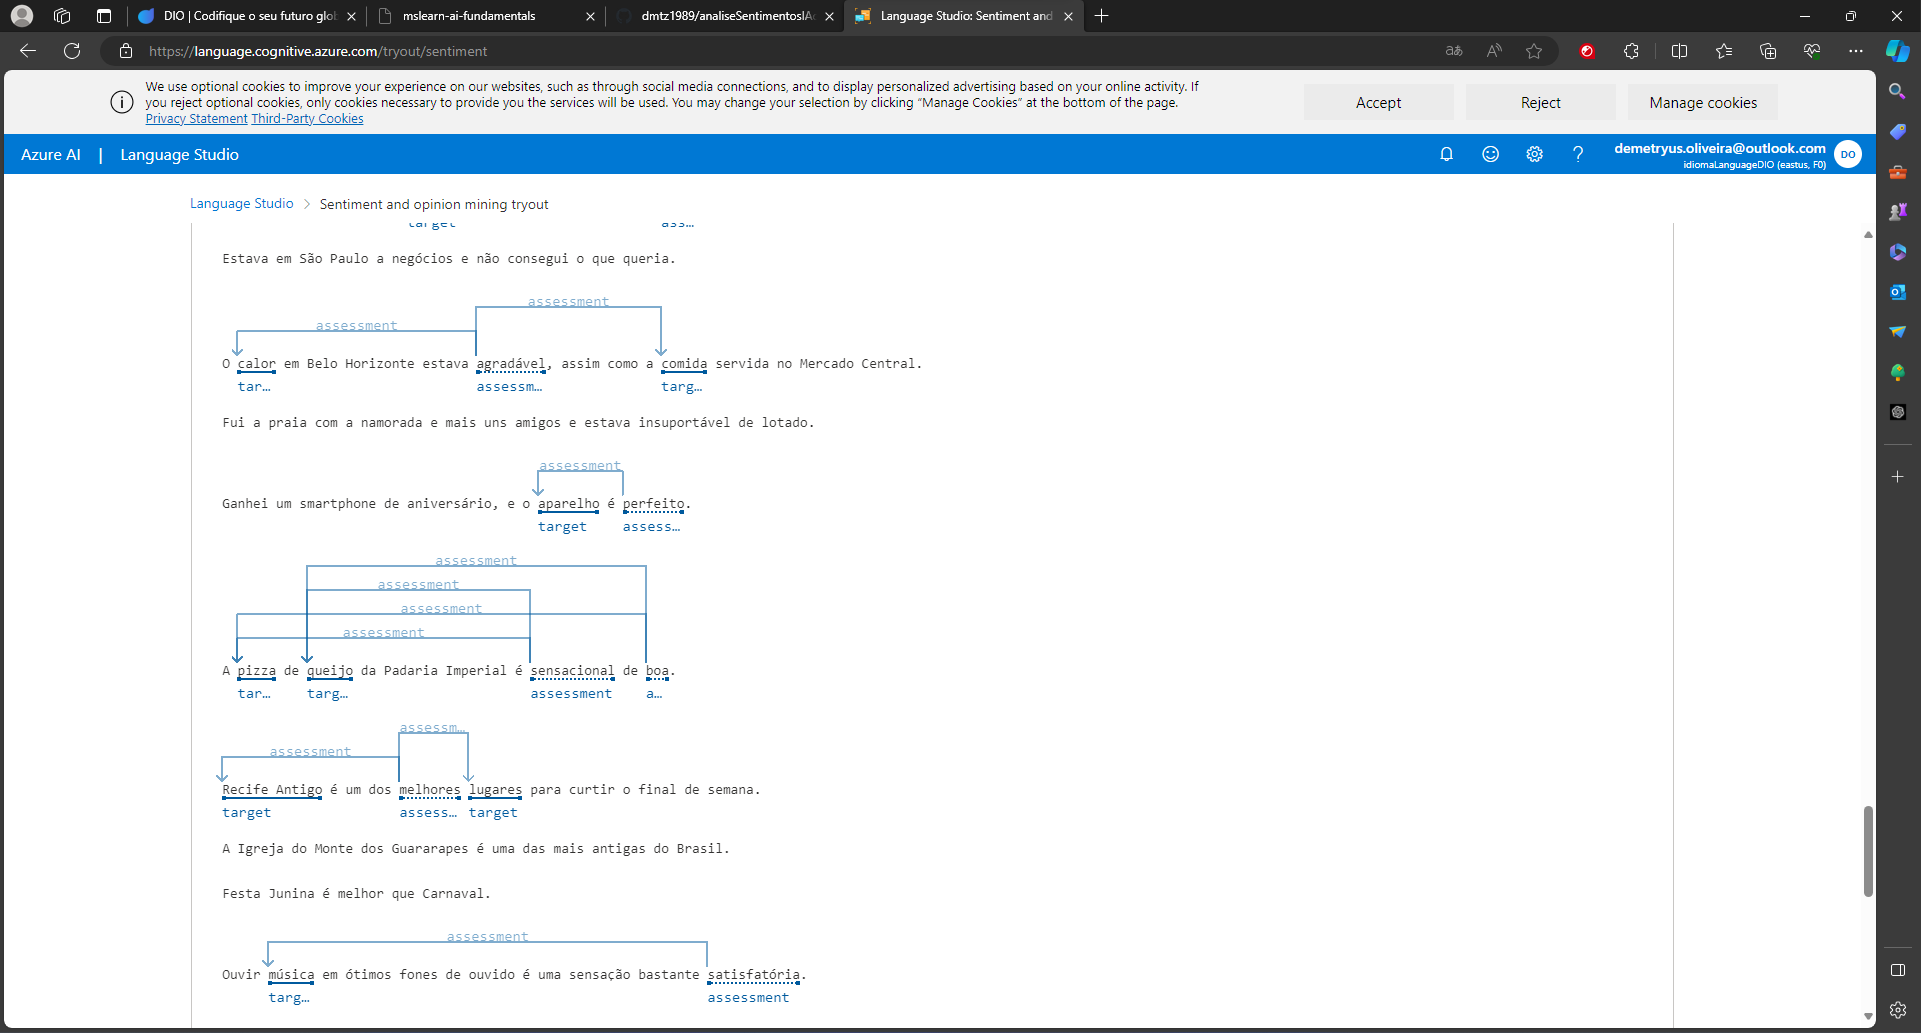 DIO | Codifique o seu futuro glob
mslearn-ai-fundamentals
dmtz1989/analiseSentimentosIA
Language Studio: Sentiment and
https://language.cognitive.azure.com/tryout/sentiment
We use optional cookies to improve your experience on our websites, such as through social media connections, and to display personalized advertising based on your online activity. If
you reject optional cookies, only cookies necessary to provide you the services will be used. You may change your selection by clicking “Manage Cookies” at the bottom of the page.
Privacy Statement Third-Party Cookies
Accept
Reject
Manage cookies
Azure AI | Language Studio
demetryus.oliveira@outlook.com
idiomaLanguageDIO (eastus, F0)
DO
Language Studio > Sentiment and opinion mining tryout
target ass…
Estava em São Paulo a negócios e não consegui o que queria.
assessment
assessment
O calor em Belo Horizonte estava agradável, assim como a comida servida no Mercado Central.
tar… assessm… targ…
Fui a praia com a namorada e mais uns amigos e estava insuportável de lotado.
assessment
Ganhei um smartphone de aniversário, e o aparelho é perfeito.
target assess…
assessment
assessment
assessment
assessment
A pizza de queijo da Padaria Imperial é sensacional de boa.
tar… targ… assessment a…
assessm…
assessment
Recife Antigo é um dos melhores lugares para curtir o final de semana.
target assess… target
A Igreja do Monte dos Guararapes é uma das mais antigas do Brasil.
Festa Junina é melhor que Carnaval.
assessment
Ouvir música em ótimos fones de ouvido é uma sensação bastante satisfatória.
targ… assessment